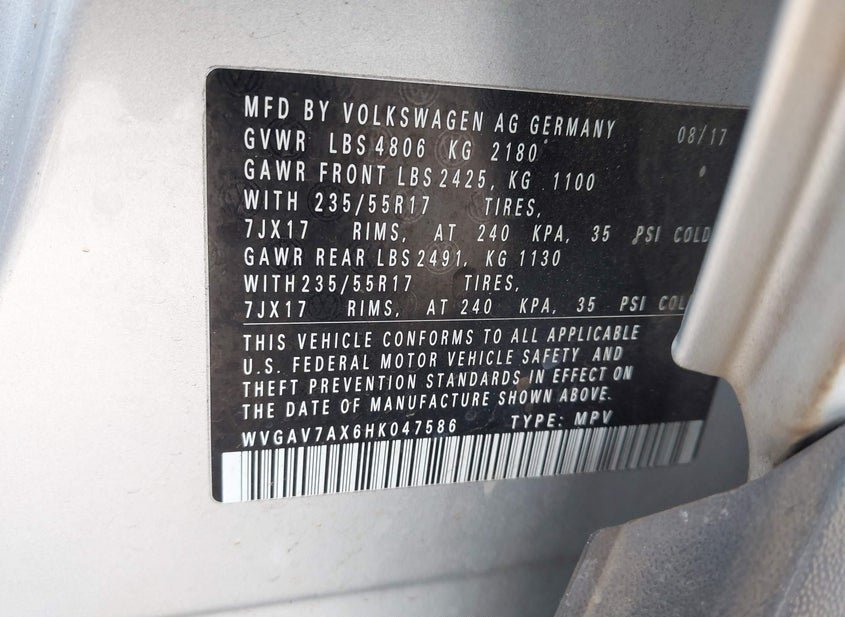 MFD BY VOLKSWAGEN AG GERMANY 08/17
GVWR LBS 4806 KG 2180
GAWR FRONT LBS 2425, KG 1100
WITH 235/55R17 TIRES,
7JX17 RIMS, AT 240 KPA, 35 PSI COLD
GAWR REAR LBS 2491, KG 1130
WITH 235/55R17 TIRES,
7JX17 RIMS, AT 240 KPA, 35 PSI COL
THIS VEHICLE CONFORMS TO ALL APPLICABLE
U.S. FEDERAL MOTOR VEHICLE SAFETY AND
THEFT PREVENTION STANDARDS IN EFFECT ON
THE DATE OF MANUFACTURE SHOWN ABOVE.
WVGAV7AX6HK047586 TYPE: MPV